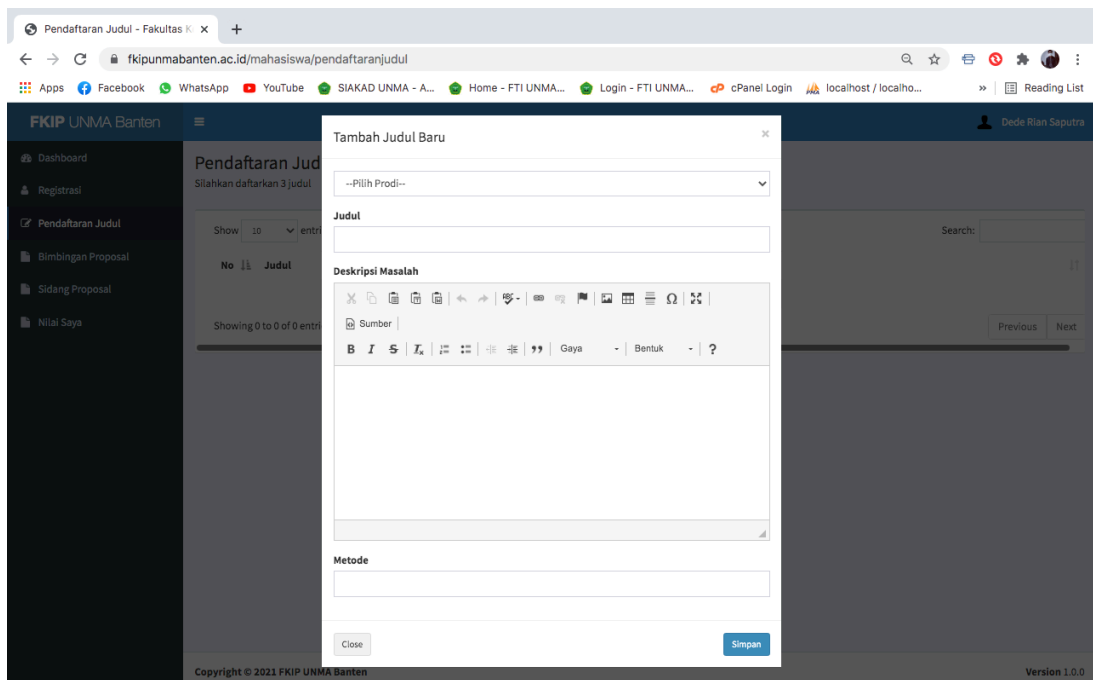 Pendaftaran Judul - Fakultas K
fkipunmabanten.ac.id/mahasiswa/pendaftaranjudul
Apps Facebook WhatsApp YouTube SIAKAD UNMA - A... Home - FTI UNMA... Login - FTI UNMA... cPanel Login localhost / localho... » Reading List
FKIP UNMA Banten
Dede Rian Saputra
Dashboard
Registrasi
Pendaftaran Judul
Bimbingan Proposal
Sidang Proposal
Nilai Saya
Pendaftaran Jud
Silahkan daftarkan 3 judul
Show 10 entri
Search:
No Judul
Showing 0 to 0 of 0 entri
Previous Next
Tambah Judul Baru ×
--Pilih Prodi--
Judul
Deskripsi Masalah
Sumber
B I S Gaya Bentuk ?
Metode
Close Simpan
Copyright © 2021 FKIP UNMA Banten
Version 1.0.0